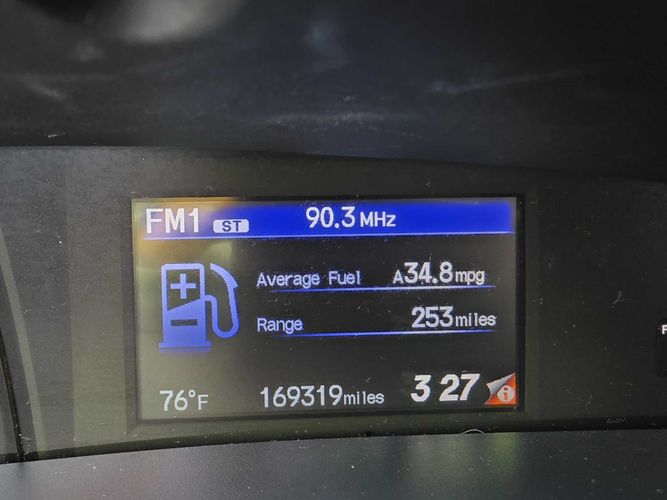 FM1 ST 90.3 MHz
Average Fuel A34.8 mpg
Range 253 miles
76°F 169319 miles 3 27 i